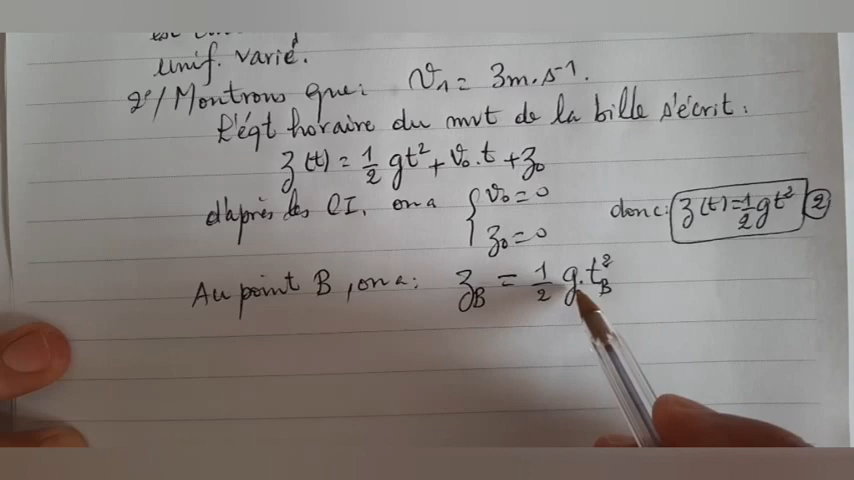 unif. varié.
2°/ Montrons que: v₁ = 3m.s⁻¹.
L'éqt horaire du mvt de la bille s'écrit:
z(t) = 1/2 gt² + v₀.t + z₀
d'après les CI, on a { v₀ = 0 donc: z(t) = 1/2 gt² 2
z₀ = 0
Au point B, on a: z_B = 1/2 g.t_B²